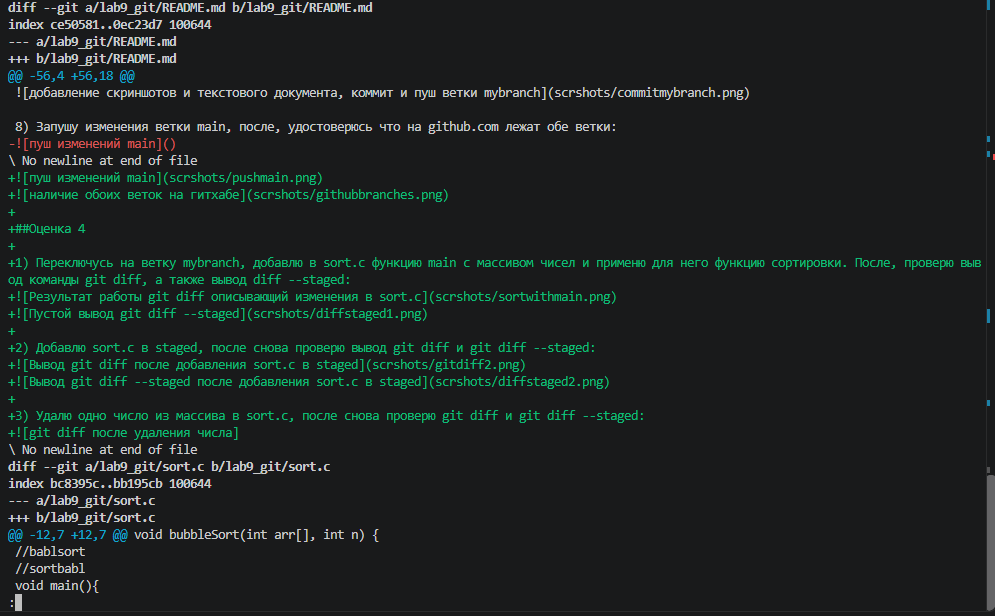 diff --git a/lab9_git/README.md b/lab9_git/README.md
index ce50581..0ec23d7 100644
--- a/lab9_git/README.md
+++ b/lab9_git/README.md
@@ -56,4 +56,18 @@
 ![добавление скриншотов и текстового документа, коммит и пуш ветки mybranch](scrshots/commitmybranch.png)
 8) Запушу изменения ветки main, после, удостоверюсь что на github.com лежат обе ветки:
-![пуш изменений main]()
\ No newline at end of file
+![пуш изменений main](scrshots/pushmain.png)
+![наличие обоих веток на гитхабе](scrshots/githubbranches.png)
+
+##Оценка 4
+
+1) Переключусь на ветку mybranch, добавлю в sort.c функцию main с массивом чисел и применю для него функцию сортировки. После, проверю выв
од команды git diff, а также вывод diff --staged:
+![Результат работы git diff описывающий изменения в sort.c](scrshots/sortwithmain.png)
+![Пустой вывод git diff --staged](scrshots/diffstaged1.png)
+
+2) Добавлю sort.c в staged, после снова проверю вывод git diff и git diff --staged:
+![Вывод git diff после добавления sort.c в staged](scrshots/gitdiff2.png)
+![Вывод git diff --staged после добавления sort.c в staged](scrshots/diffstaged2.png)
+
+3) Удалю одно число из массива в sort.c, после снова проверю git diff и git diff --staged:
+![git diff после удаления числа]
\ No newline at end of file
diff --git a/lab9_git/sort.c b/lab9_git/sort.c
index bc8395c..bb195cb 100644
--- a/lab9_git/sort.c
+++ b/lab9_git/sort.c
@@ -12,7 +12,7 @@ void bubbleSort(int arr[], int n) {
 //bablsort
 //sortbabl
 void main(){
: